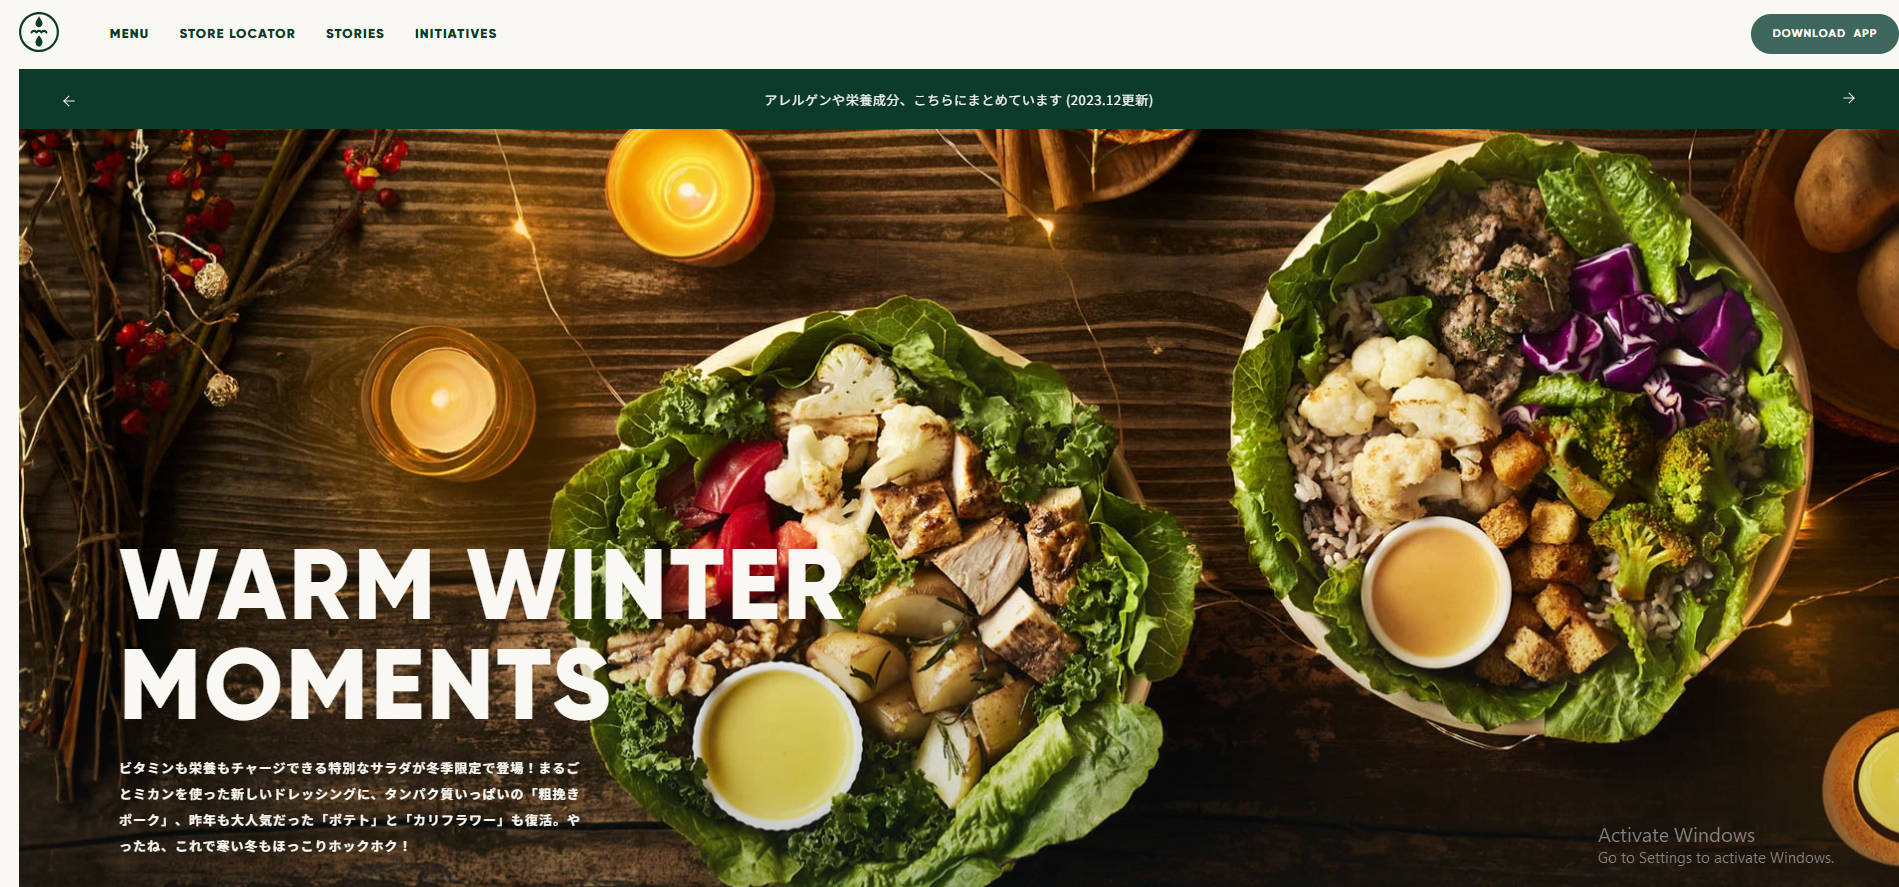 MENU
STORE LOCATOR
STORIES
INITIATIVES
DOWNLOAD APP
アレルゲンや栄養成分、こちらにまとめています (2023.12更新)
WARM WINTER
MOMENTS
ビタミンも栄養もチャージできる特別なサラダが冬季限定で登場！まるご
とミカンを使った新しいドレッシングに、タンパク質いっぱいの「粗挽き
ポーク」、昨年も大人気だった「ポテト」と「カリフラワー」も復活。や
ったね、これで寒い冬もほっこりホックホク！
Activate Windows
Go to Settings to activate Windows.